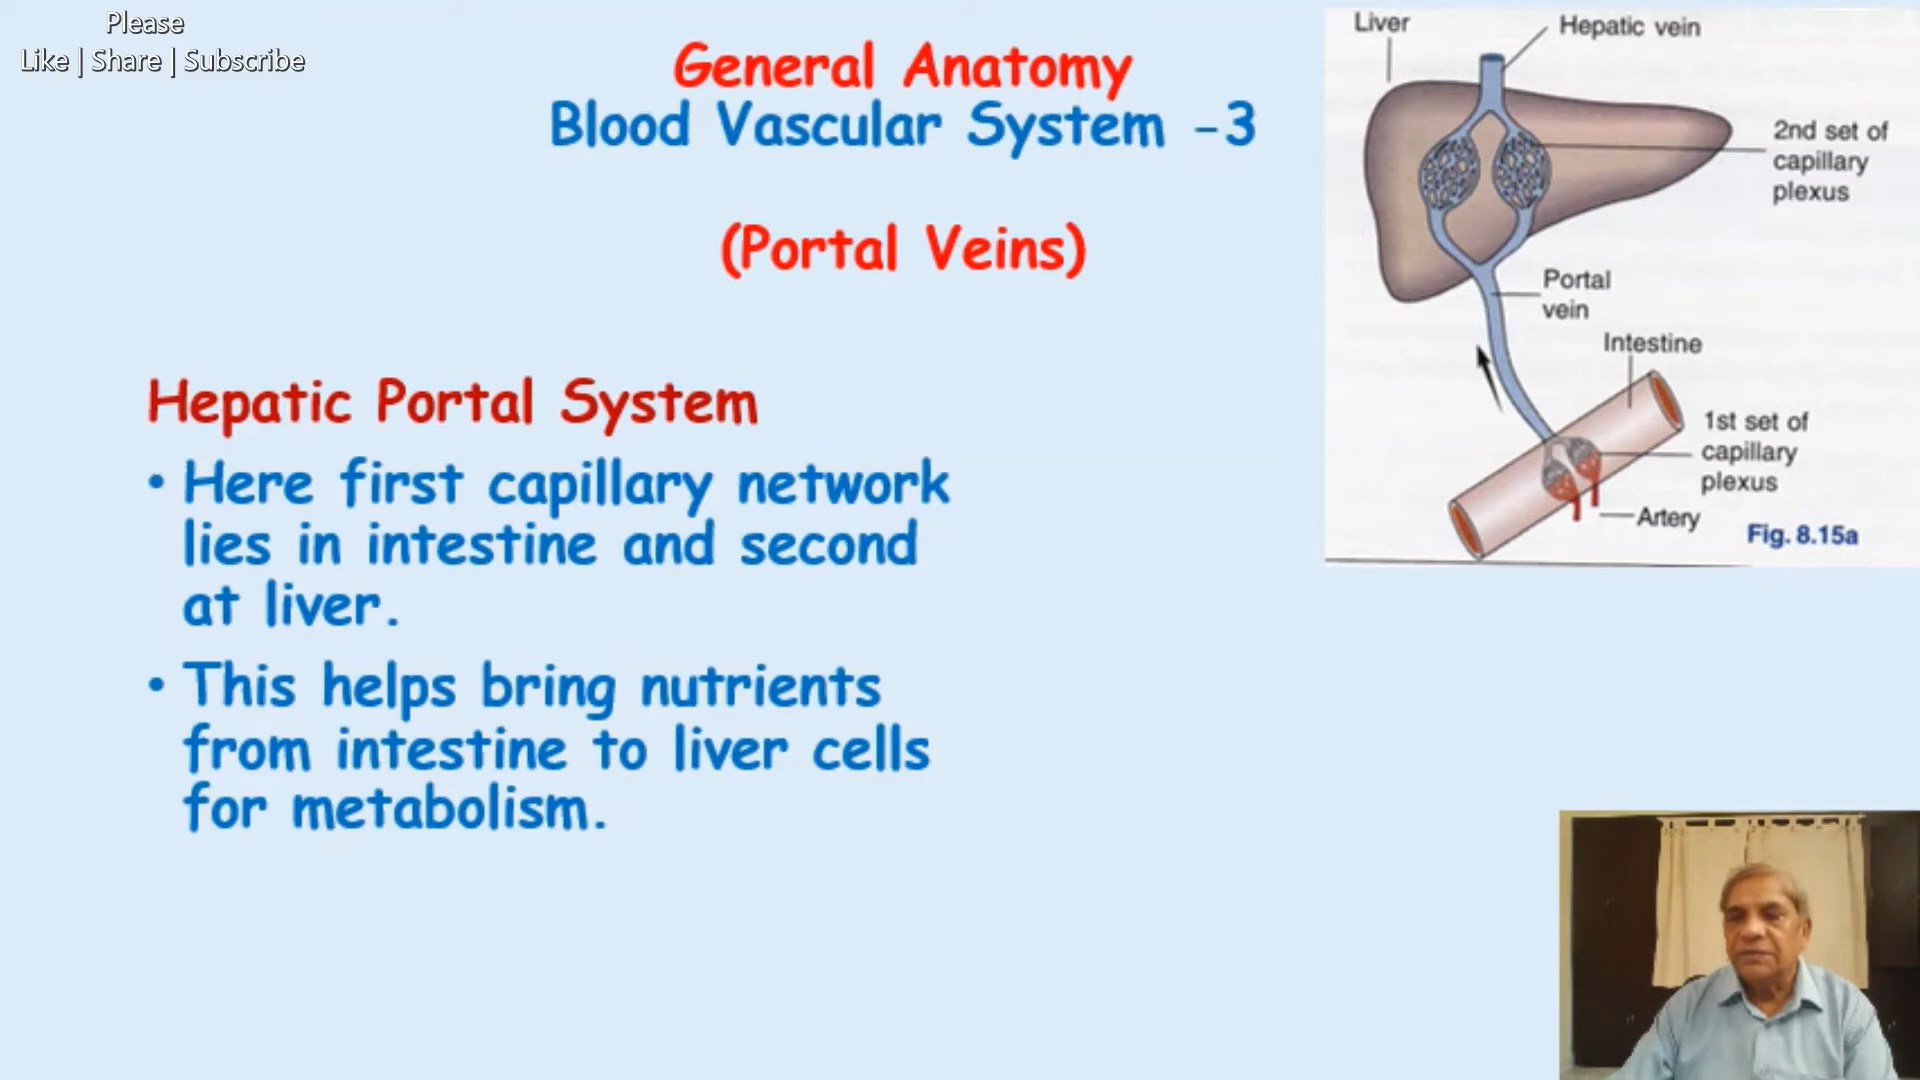 Please
Like | Share | Subscribe
General Anatomy
Blood Vascular System -3
(Portal Veins)
Hepatic Portal System
• Here first capillary network
lies in intestine and second
at liver.
• This helps bring nutrients
from intestine to liver cells
for metabolism.
Liver
Hepatic vein
2nd set of
capillary
plexus
Portal
vein
Intestine
1st set of
capillary
plexus
Artery
Fig. 8.15a